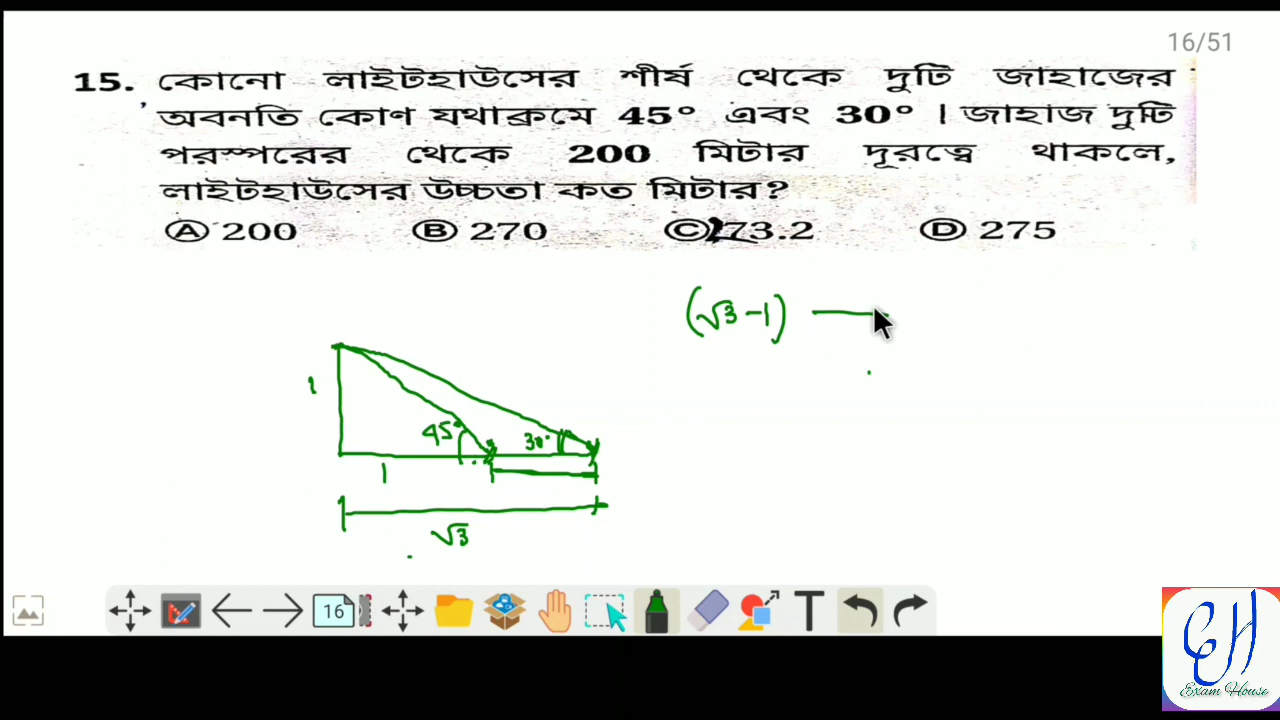 16/51
15. কোনো লাইটহাউসের শীর্ষ থেকে দুটি জাহাজের
অবনতি কোণ যথাক্রমে 45° এবং 30° । জাহাজ দুটি
পরস্পরের থেকে 200 মিটার দূরত্বে থাকলে,
লাইটহাউসের উচ্চতা কত মিটার?
A 200 B 270 C 273.2 D 275
(√3-1)
1
45° 30°
1
√3
16 T
EH
Exam House